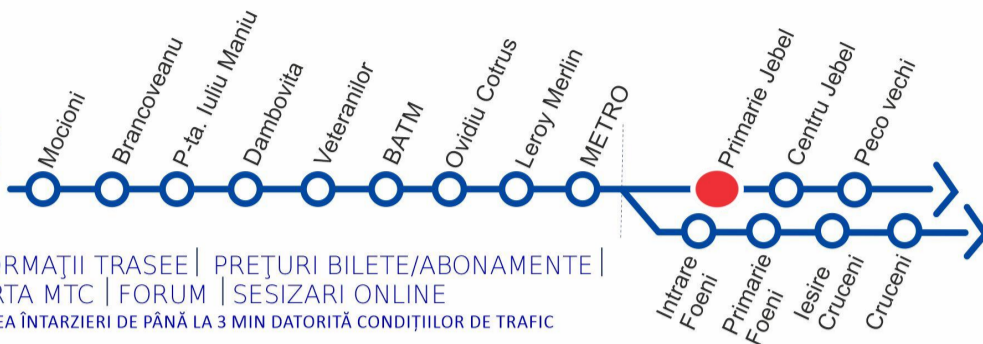 Mocioni
Brancoveanu
P-ta. Iuliu Maniu
Dambovita
Veteranilor
BATM
Ovidiu Cotrus
Leroy Merlin
METRO
Primarie Jebel
Centru Jebel
Peco vechi
Intrare
Foeni
Primarie
Foeni
Iesire
Cruceni
Cruceni
ORMAŢII TRASEE | PREŢURI BILETE/ABONAMENTE |
RTA MTC | FORUM | SESIZARI ONLINE
EA ÎNTARZIERI DE PÂNĂ LA 3 MIN DATORITĂ CONDIȚIILOR DE TRAFIC